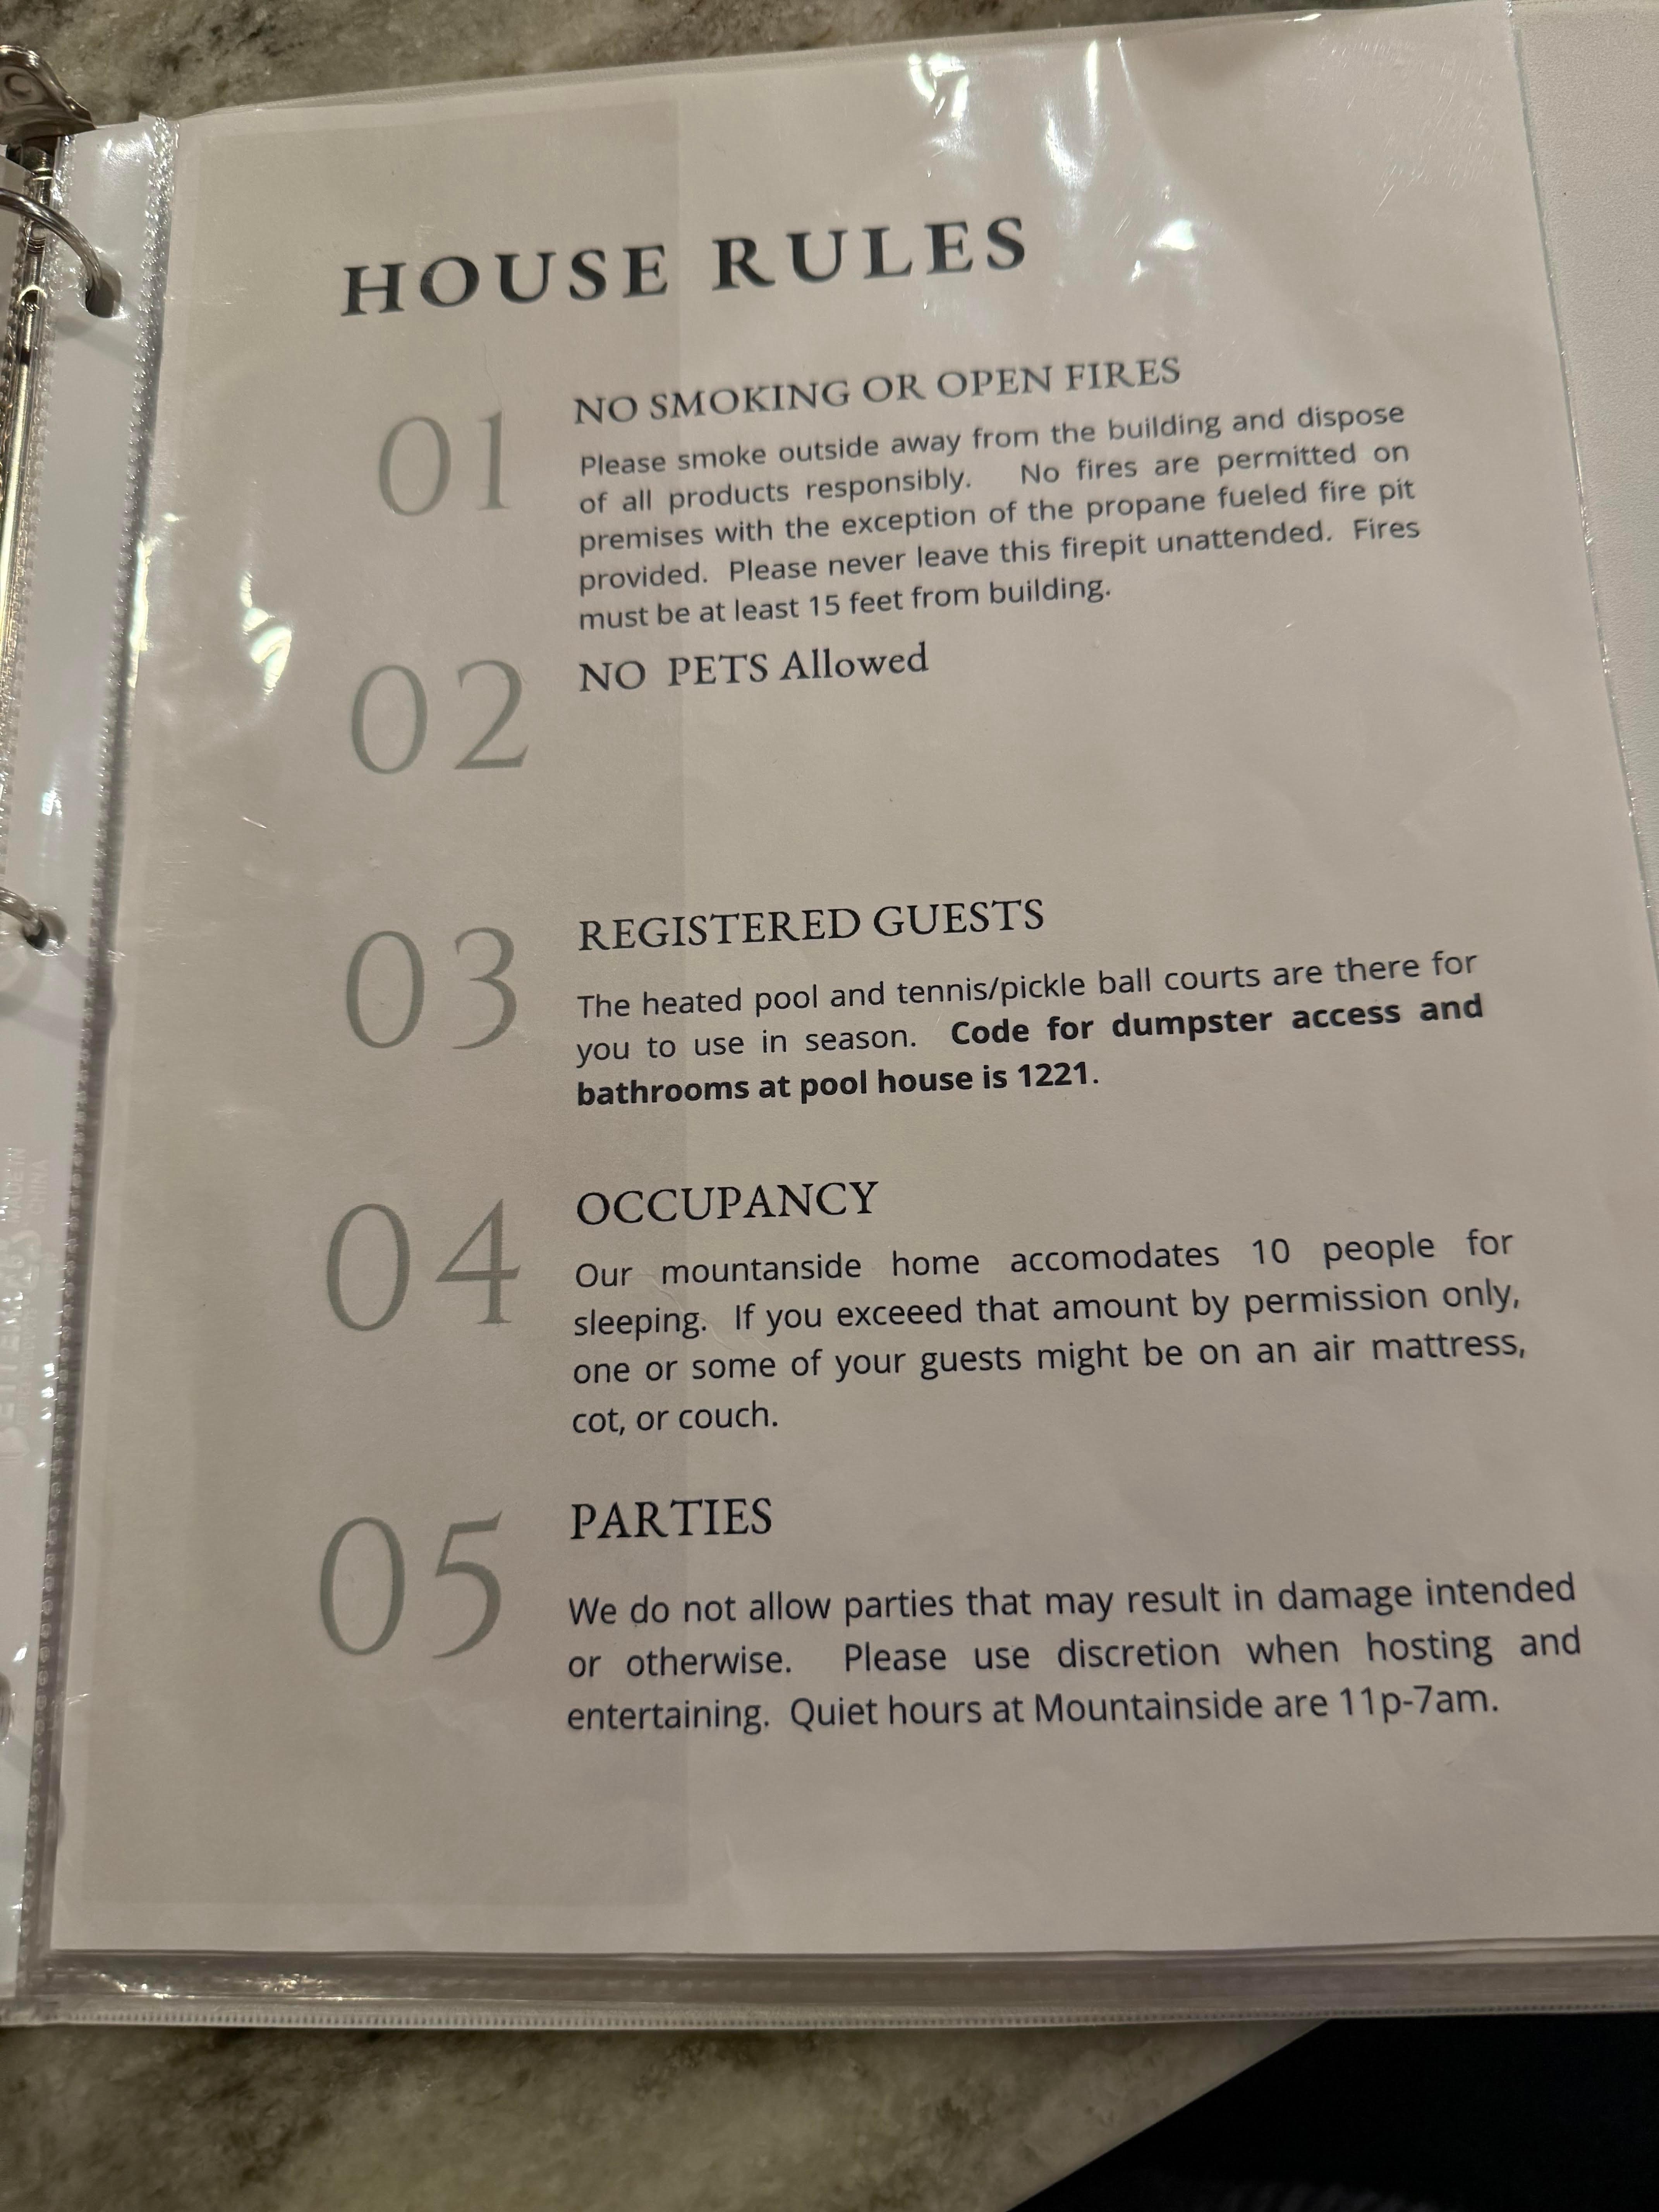 HOUSE RULES
01
NO SMOKING OR OPEN FIRES
Please smoke outside away from the building and dispose
of all products responsibly. No fires are permitted on
premises with the exception of the propane fueled fire pit
provided. Please never leave this firepit unattended. Fires
must be at least 15 feet from building.
02
NO PETS Allowed
03
REGISTERED GUESTS
The heated pool and tennis/pickle ball courts are there for
you to use in season. Code for dumpster access and
bathrooms at pool house is 1221.
04
OCCUPANCY
Our mountanside home accomodates 10 people for
sleeping. If you exceeed that amount by permission only,
one or some of your guests might be on an air mattress,
cot, or couch.
05
PARTIES
We do not allow parties that may result in damage intended
or otherwise. Please use discretion when hosting and
entertaining. Quiet hours at Mountainside are 11p-7am.
MADE IN
CHINA